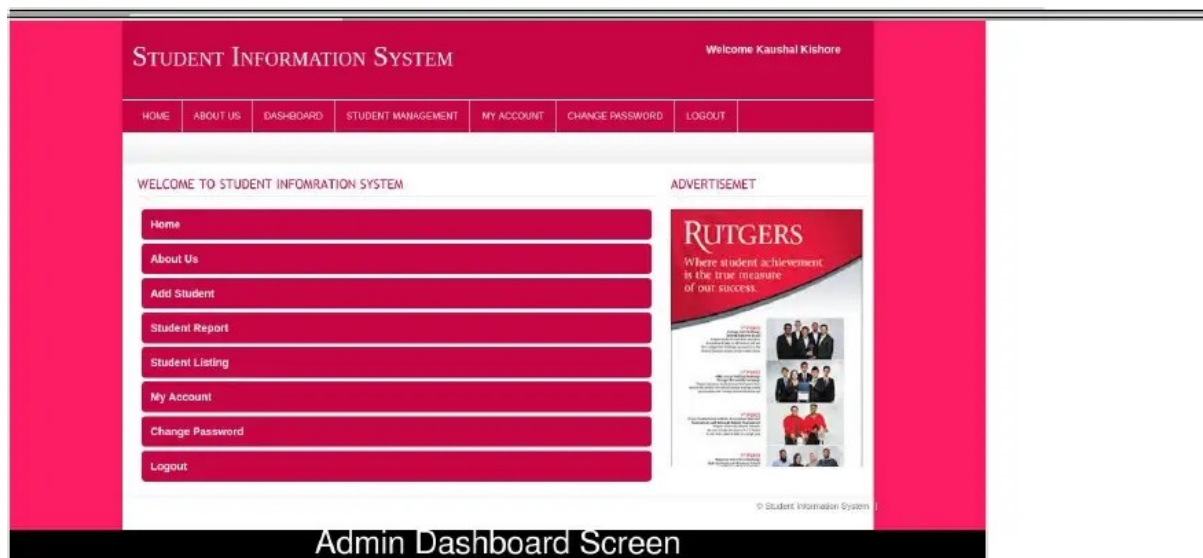 STUDENT INFORMATION SYSTEM
Welcome Kaushal Kishore
HOME ABOUT US DASHBOARD STUDENT MANAGEMENT MY ACCOUNT CHANGE PASSWORD LOGOUT
WELCOME TO STUDENT INFOMRATION SYSTEM
Home
About Us
Add Student
Student Report
Student Listing
My Account
Change Password
Logout
ADVERTISEMET
RUTGERS
Where student achievement
is the true measure
of our success.
© Student Information System |
Admin Dashboard Screen